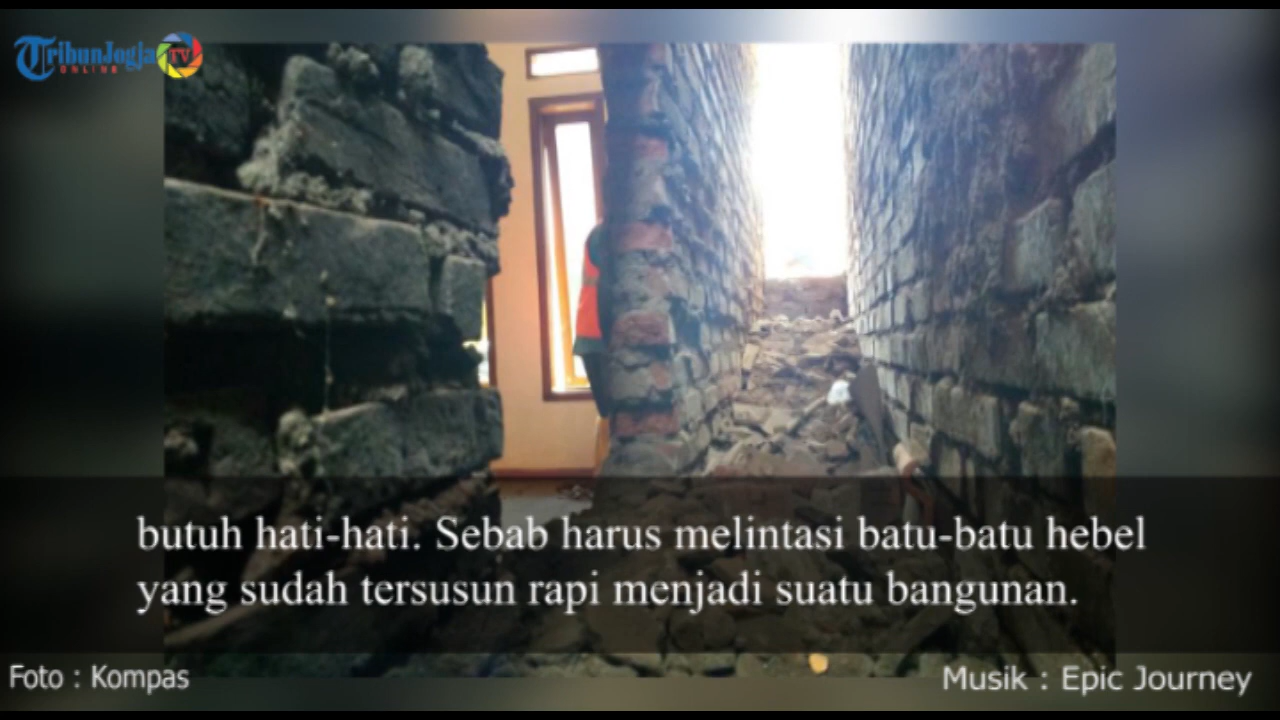 TribunJogja TV
ONLINE
butuh hati-hati. Sebab harus melintasi batu-batu hebel
yang sudah tersusun rapi menjadi suatu bangunan.
Foto : Kompas
Musik : Epic Journey